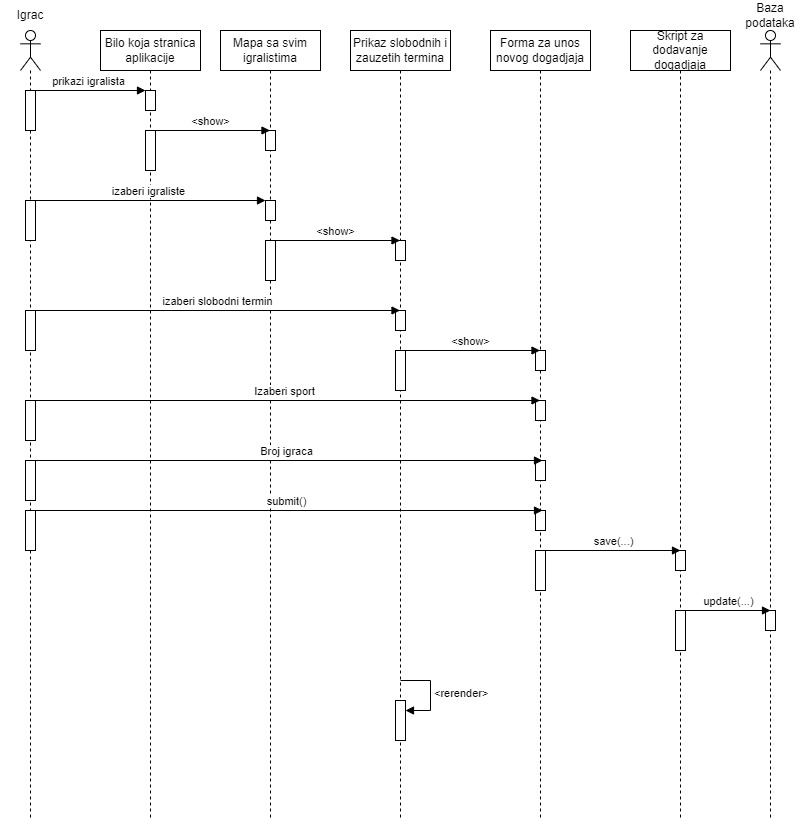 Igrac
Baza
podataka
Bilo koja stranica
aplikacije
Mapa sa svim
igralistima
Prikaz slobodnih i
zauzetih termina
Forma za unos
novog dogadjaja
Skript za
dodavanje
dogadjaja
prikazi igralista
<show>
izaberi igraliste
<show>
izaberi slobodni termin
<show>
Izaberi sport
Broj igraca
submit()
save(...)
update(...)
<rerender>